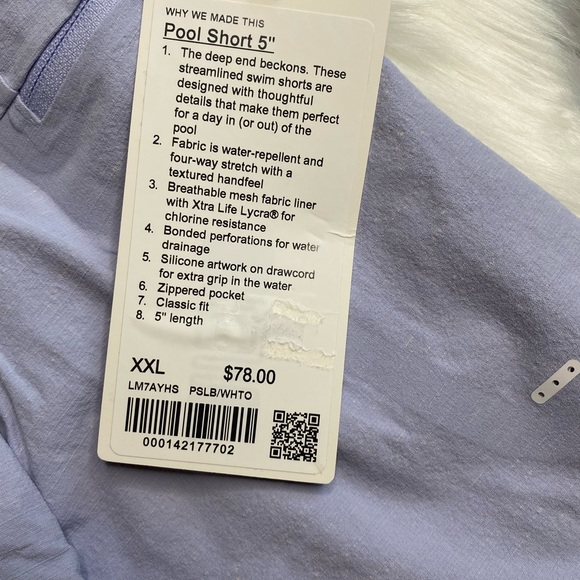 WHY WE MADE THIS
Pool Short 5"
1. The deep end beckons. These
streamlined swim shorts are
designed with thoughtful
details that make them perfect
for a day in (or out) of the
pool
2. Fabric is water-repellent and
four-way stretch with a
textured handfeel
3. Breathable mesh fabric liner
with Xtra Life Lycra® for
chlorine resistance
4. Bonded perforations for water
drainage
5. Silicone artwork on drawcord
for extra grip in the water
6. Zippered pocket
7. Classic fit
8. 5" length
XXL $78.00
LM7AYHS PSLB/WHTO
000142177702